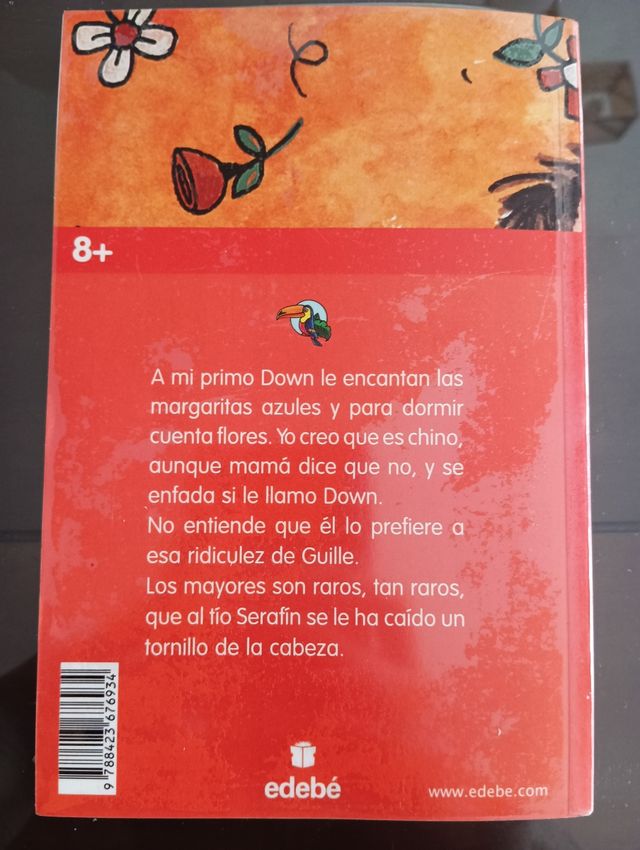 8+
A mi primo Down le encantan las
margaritas azules y para dormir
cuenta flores. Yo creo que es chino,
aunque mamá dice que no, y se
enfada si le llamo Down.
No entiende que él lo prefiere a
esa ridiculez de Guille.
Los mayores son raros, tan raros,
que al tío Serafín se le ha caído un
tornillo de la cabeza.
9 788423 676934
edebé
www.edebe.com